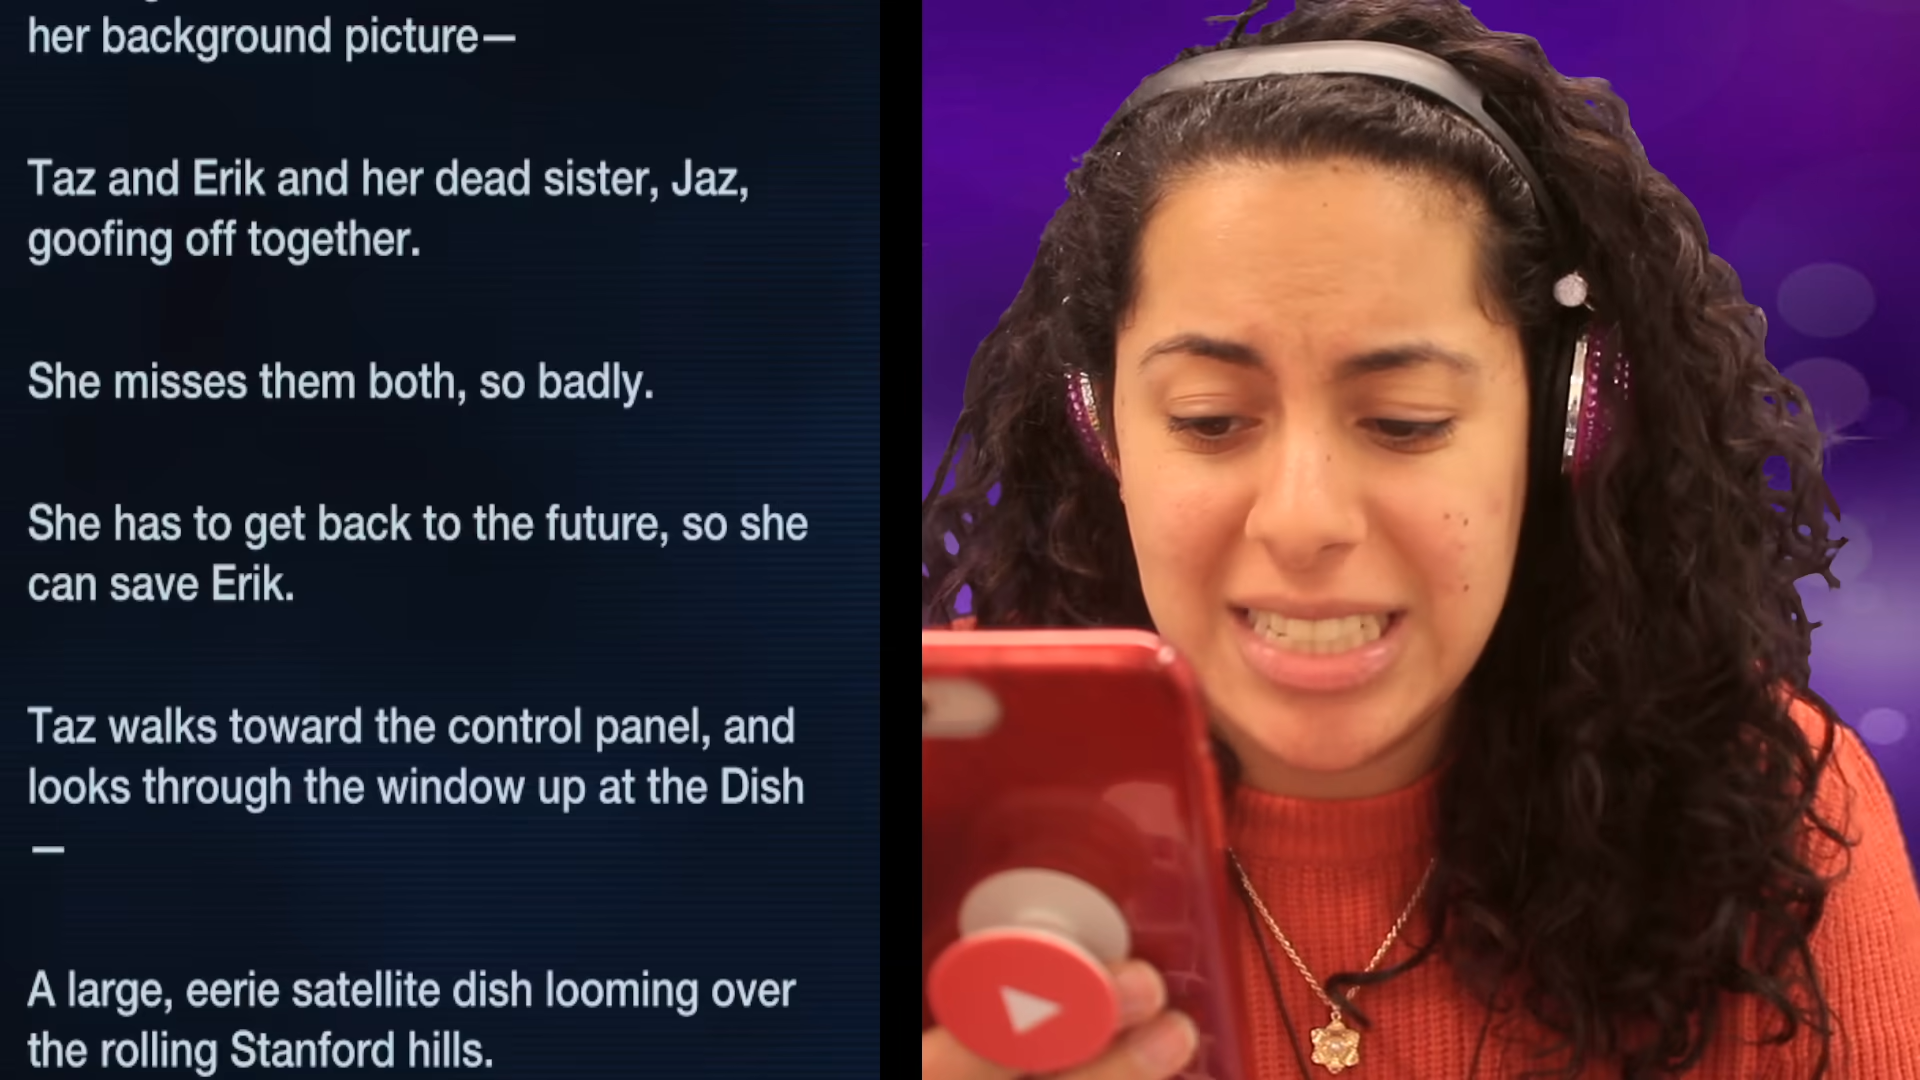 her background picture—
Taz and Erik and her dead sister, Jaz,
goofing off together.
She misses them both, so badly.
She has to get back to the future, so she
can save Erik.
Taz walks toward the control panel, and
looks through the window up at the Dish
—
A large, eerie satellite dish looming over
the rolling Stanford hills.